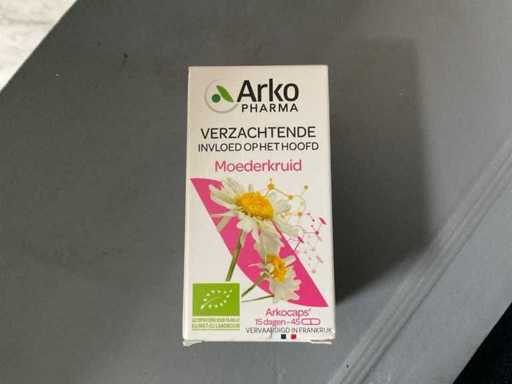 Arko
PHARMA
VERZACHTENDE
INVLOED OP HET HOOFD
Moederkruid
Arkocaps®
15 dagen - 45
VERVAARDIGD IN FRANKRIJK